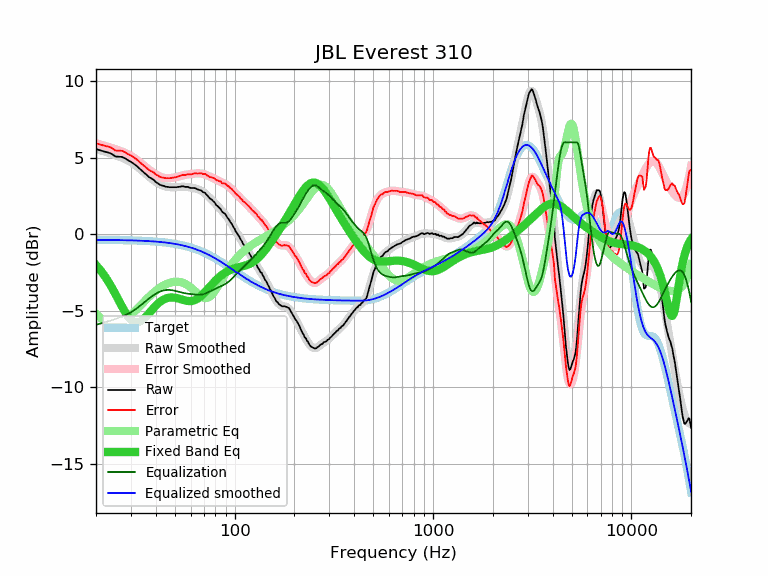 JBL Everest 310
10
5
0
−5
−10
−15
Amplitude (dBr)
Target
Raw Smoothed
Error Smoothed
Raw
Error
Parametric Eq
Fixed Band Eq
Equalization
Equalized smoothed
100
1000
10000
Frequency (Hz)